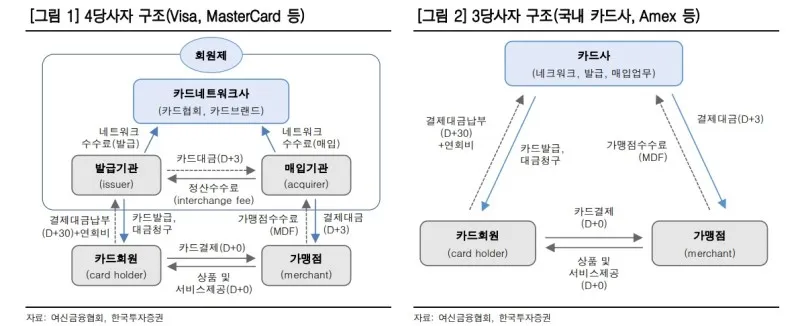 [그림 1] 4당사자 구조(Visa, MasterCard 등)
회원제
카드네트워크사
(카드협회, 카드브랜드)
네트워크
수수료(발급)
네트워크
수수료(매입)
카드대금(D+3)
발급기관
(issuer)
매입기관
(acquirer)
정산수수료
(interchange fee)
결제대금납부
(D+30)+연회비
카드발급,
대금청구
가맹점수수료
(MDF)
결제대금
(D+3)
카드결제(D+0)
카드회원
(card holder)
가맹점
(merchant)
상품 및
서비스제공(D+0)
자료: 여신금융협회, 한국투자증권
[그림 2] 3당사자 구조(국내 카드사, Amex 등)
카드사
(네크워크, 발급, 매입업무)
결제대금납부
(D+30)
+연회비
카드발급,
대금청구
가맹점수수료
(MDF)
결제대금(D+3)
카드결제
(D+0)
카드회원
(card holder)
가맹점
(merchant)
상품 및
서비스제공
(D+0)
자료: 여신금융협회, 한국투자증권